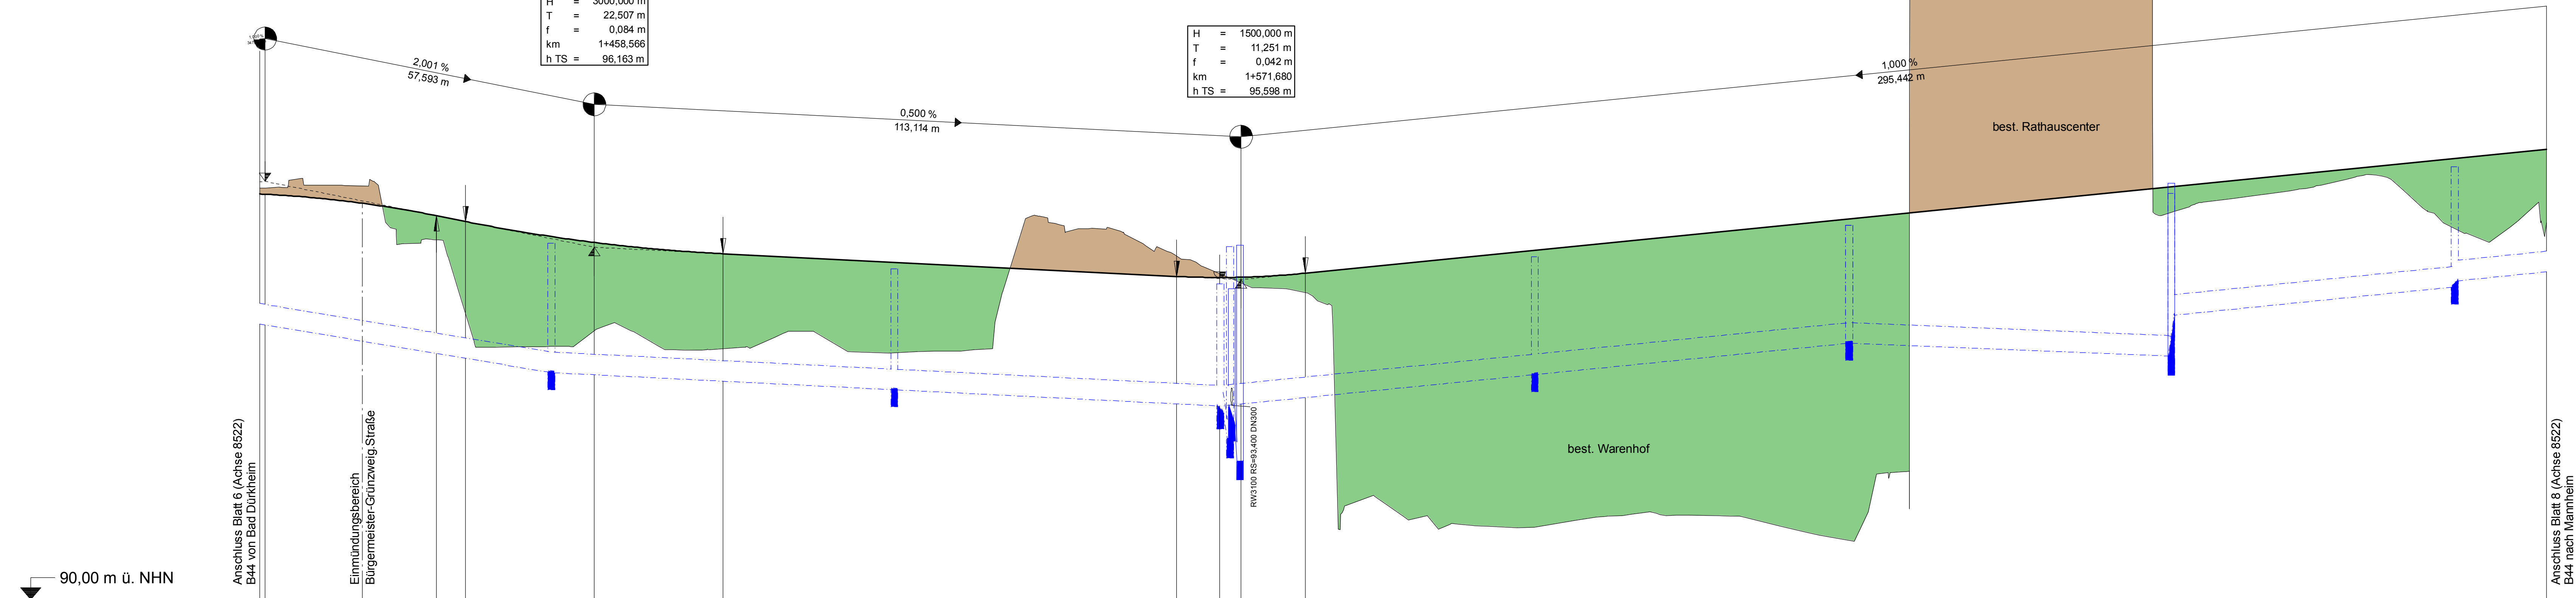 H = 3000,000 m
T = 22,507 m
f = 0,084 m
km 1+458,566
h TS = 96,163 m
H = 1500,000 m
T = 11,251 m
f = 0,042 m
km 1+571,680
h TS = 95,598 m
2,001 %
57,593 m
0,500 %
113,114 m
1,000 %
295,442 m
best. Rathauscenter
best. Warenhof
RW3100 RS=93,400 DN300
Anschluss Blatt 6 (Achse 8522)
B44 von Bad Dürkheim
Einmündungsbereich
Bürgermeister-Grünzweig.Straße
Anschluss Blatt 8 (Achse 8522)
B44 nach Mannheim
90,00 m ü. NHN